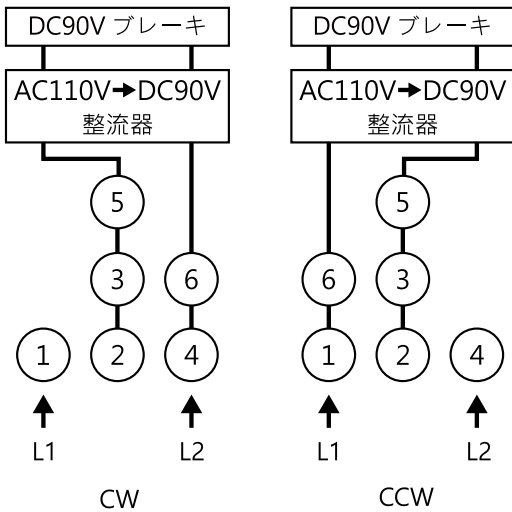 DC90V ブレーキ
AC110V➡DC90V
整流器
5
3 6
1 2 4
L1 L2
CW
DC90V ブレーキ
AC110V➡DC90V
整流器
5
6 3
1 2 4
L1 L2
CCW